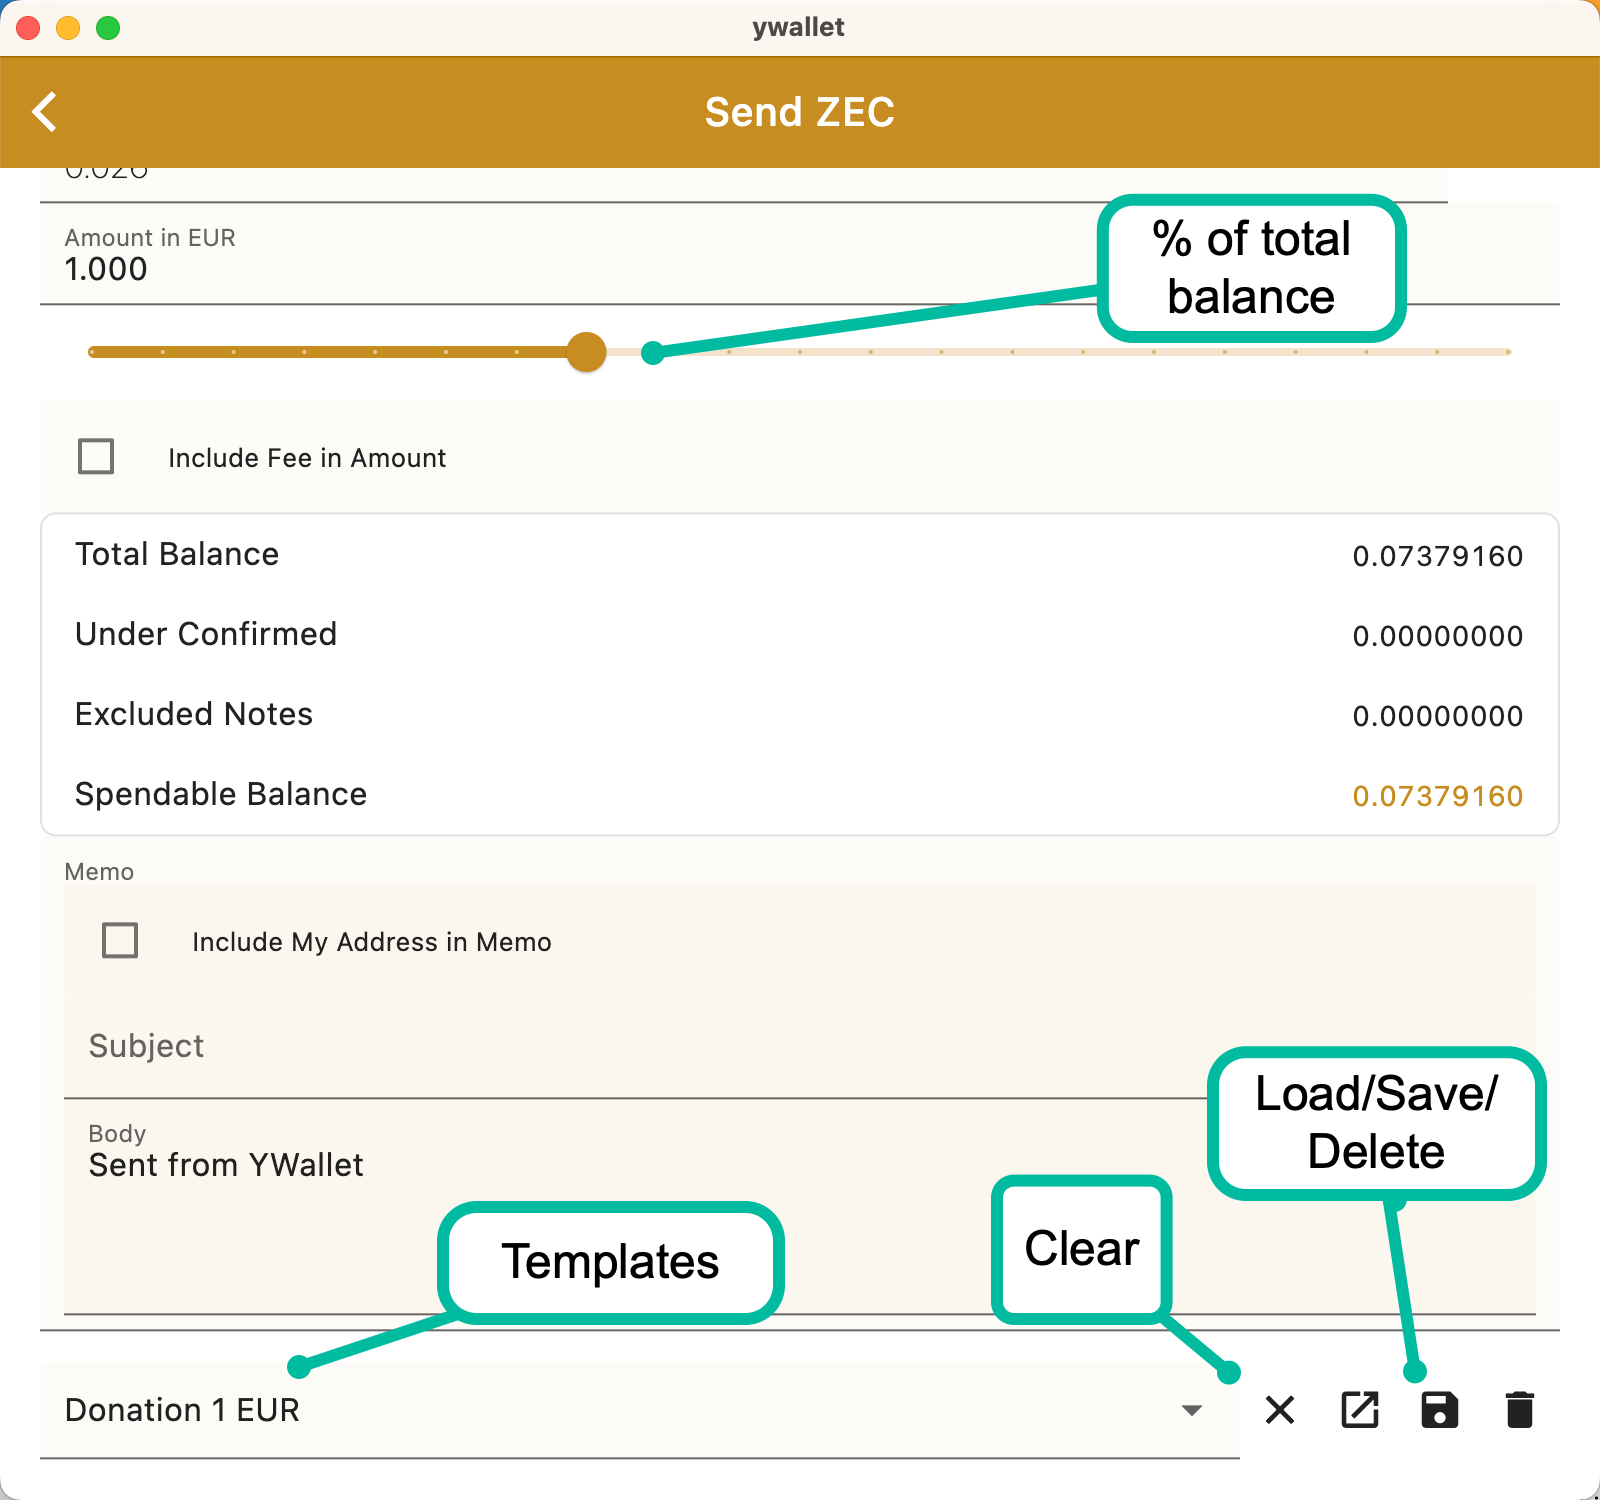 ywallet
Send ZEC
0.026
Amount in EUR
1.000
% of total
balance
Include Fee in Amount
Total Balance 0.07379160
Under Confirmed 0.00000000
Excluded Notes 0.00000000
Spendable Balance 0.07379160
Memo
Include My Address in Memo
Subject
Load/Save/
Delete
Body
Sent from YWallet
Clear
Templates
Donation 1 EUR